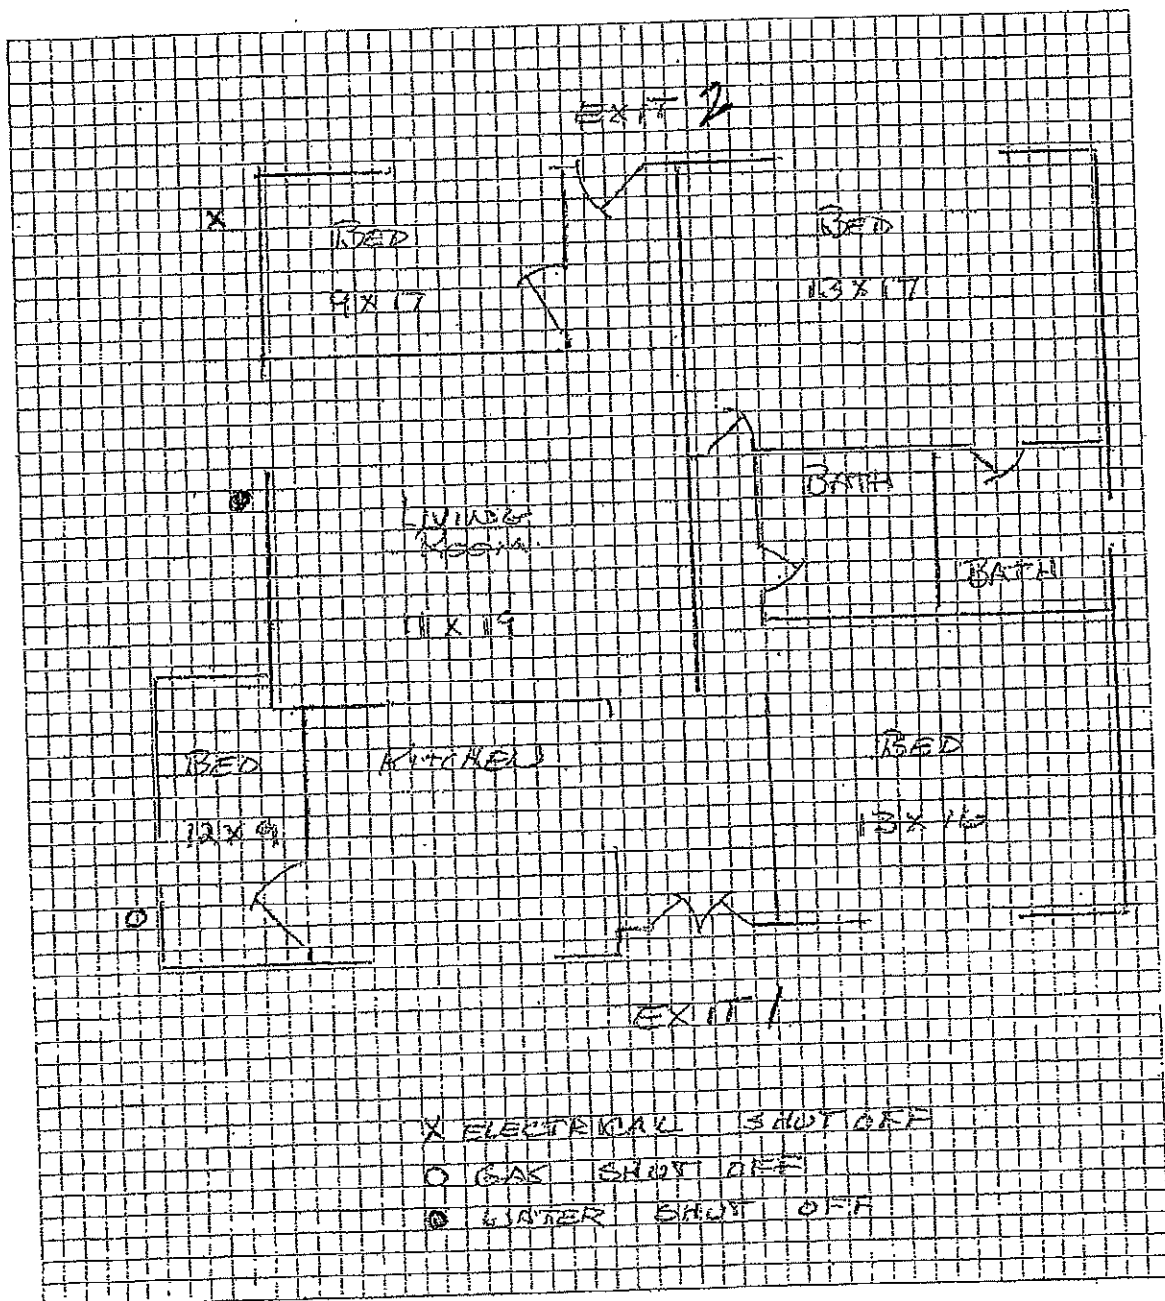 EXIT 2
X
BED
9 X 17
BED
13 X 17
BATH
BATH
LIVING
ROOM
11 X 19
BED
12 X 9
KITCHEN
BED
13 X 16
EXIT 1
X ELECTRICAL SHUT OFF
O GAS SHUT OFF
WATER SHUT OFF